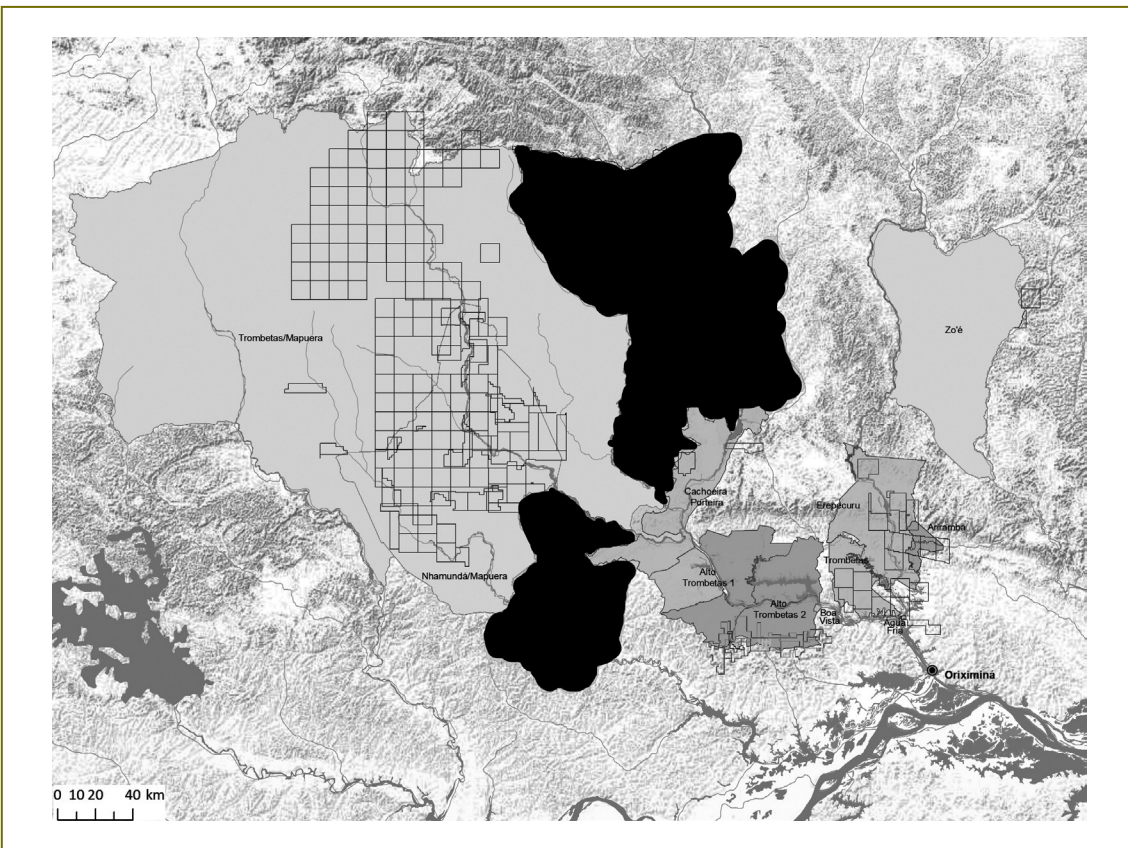 Trombetas/Mapuera
Zo'é
Cachoeira
Porteira
Erepecuru
Ariramba
Trombetas
Nhamundá/Mapuera
Alto
Trombetas 1
Alto
Trombetas 2
Boa
Vista
Água
Fria
Oriximiná
0 10 20 40 km